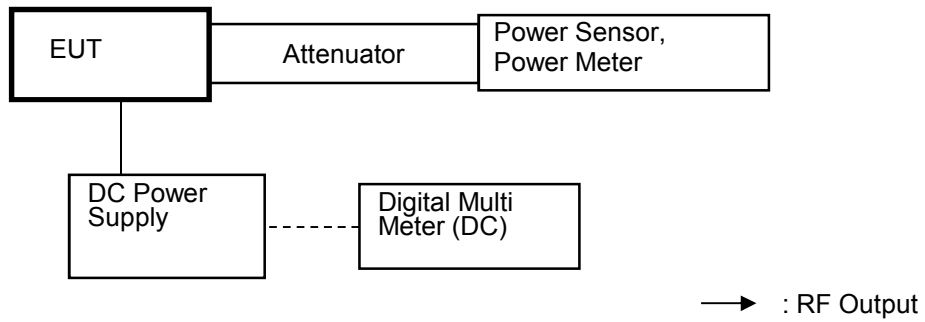 EUT
Attenuator
Power Sensor,
Power Meter
DC Power
Supply
Digital Multi
Meter (DC)
: RF Output